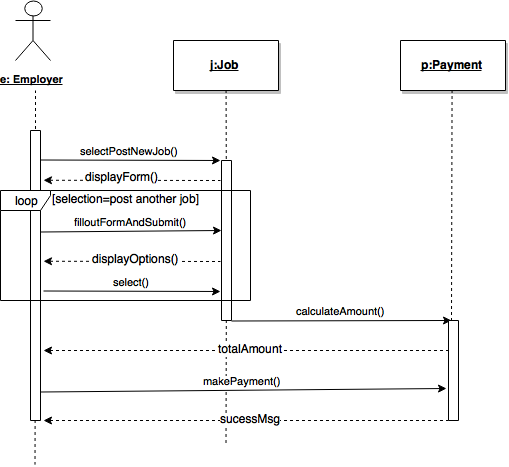 j:Job
p:Payment
e: Employer
selectPostNewJob()
displayForm()
loop
[selection=post another job]
filloutFormAndSubmit()
displayOptions()
select()
calculateAmount()
totalAmount
makePayment()
sucessMsg